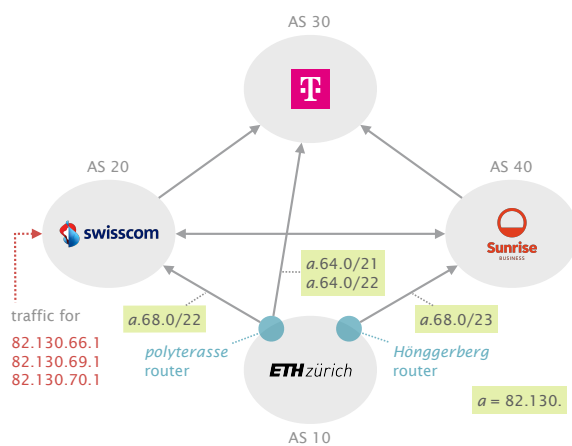 AS 30
T
AS 20
AS 40
swisscom
Sunrise
BUSINESS
a.64.0/21
a.64.0/22
traffic for
82.130.66.1
82.130.69.1
82.130.70.1
a.68.0/22
a.68.0/23
polyterasse
router
Hönggerberg
router
ETH zürich
a = 82.130.
AS 10